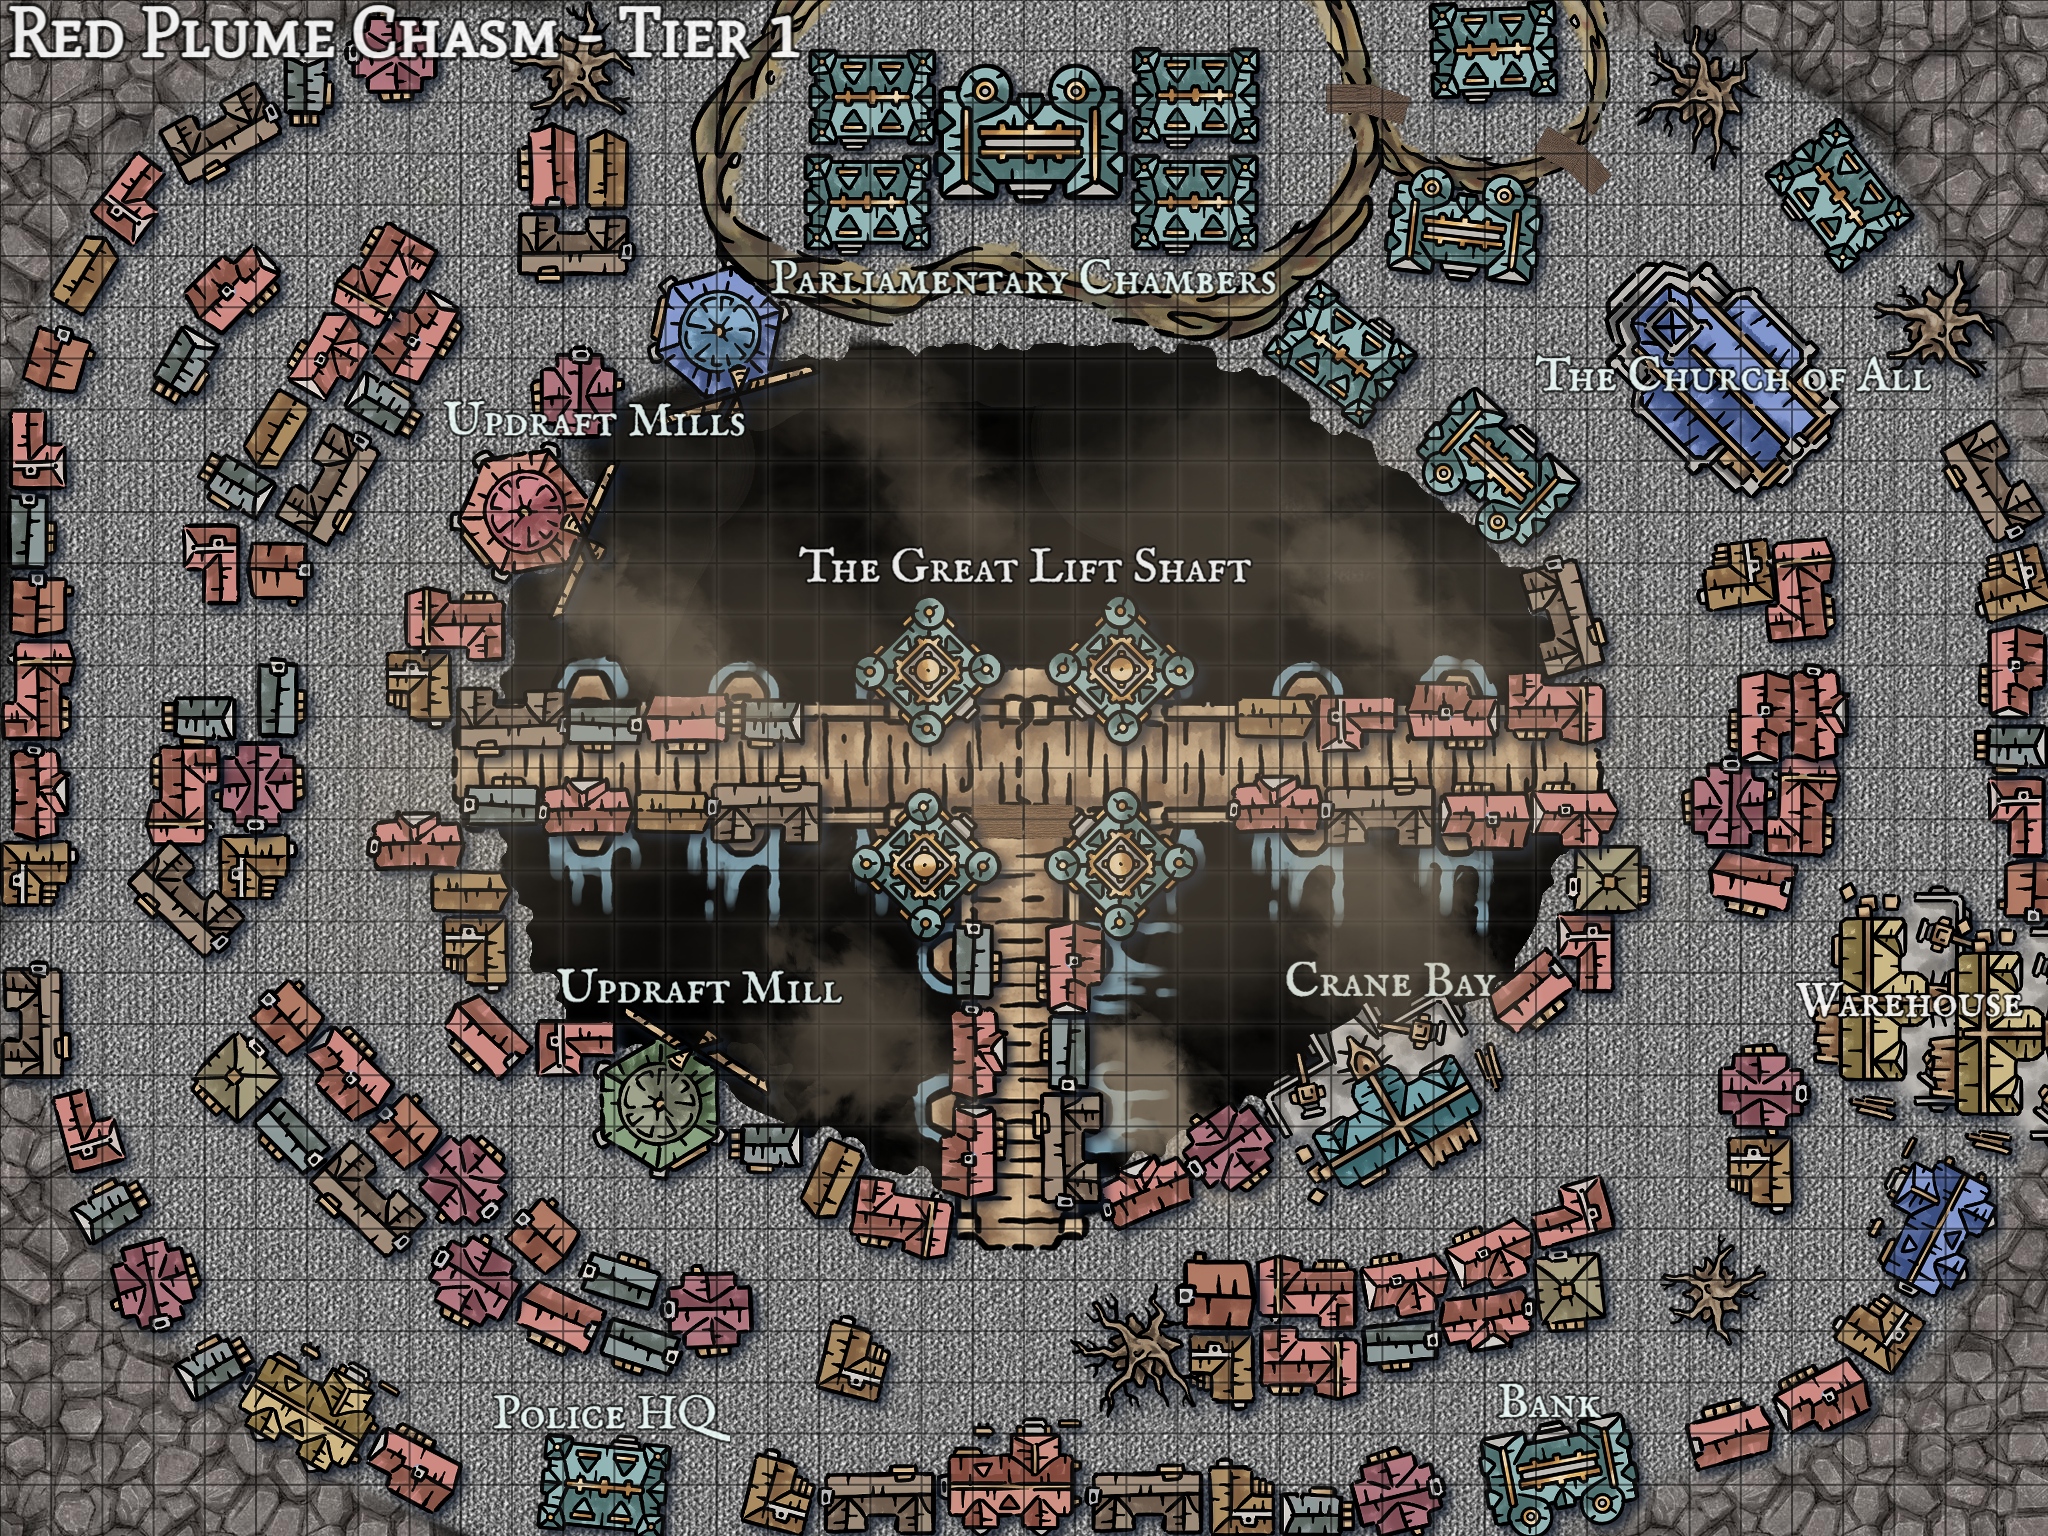 Red Plume Chasm - Tier 1
Parliamentary Chambers
The Church of All
Updraft Mills
The Great Lift Shaft
Updraft Mill
Crane Bay
Warehouse
Police HQ
Bank